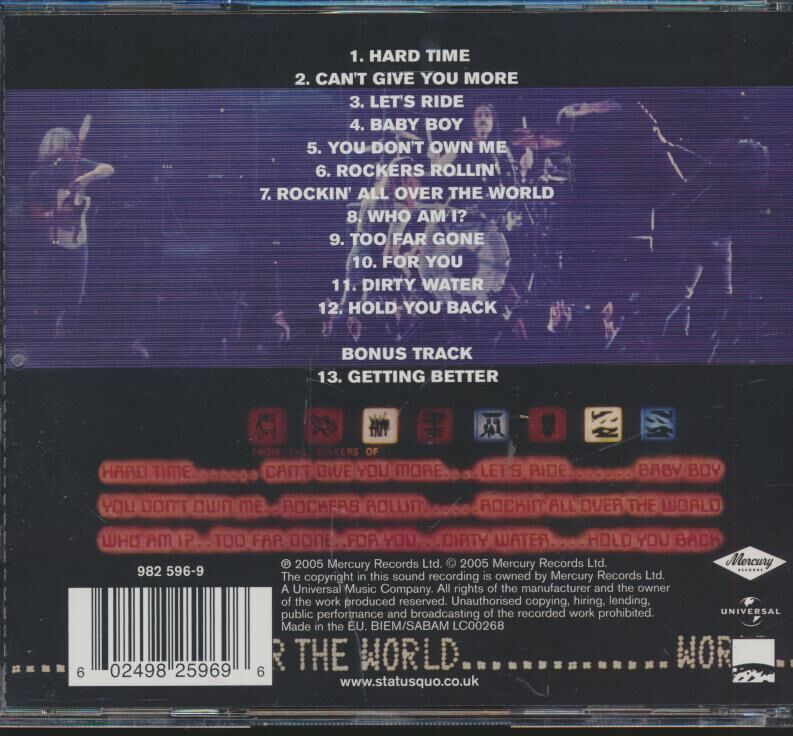 1. HARD TIME
2. CAN'T GIVE YOU MORE
3. LET'S RIDE
4. BABY BOY
5. YOU DON'T OWN ME
6. ROCKERS ROLLIN'
7. ROCKIN' ALL OVER THE WORLD
8. WHO AM I?
9. TOO FAR GONE
10. FOR YOU
11. DIRTY WATER
12. HOLD YOU BACK
BONUS TRACK
13. GETTING BETTER
FROM THE MAKERS OF
HARD TIME....... CAN'T GIVE YOU MORE.... LET'S RIDE....... BABY BOY
YOU DON'T OWN ME..ROCKERS ROLLIN'..... ROCKIN' ALL OVER THE WORLD
WHO AM I?..TOO FAR GONE..FOR YOU....DIRTY WATER.....HOLD YOU BACK
982 596-9
℗ 2005 Mercury Records Ltd. © 2005 Mercury Records Ltd.
The copyright in this sound recording is owned by Mercury Records Ltd.
A Universal Music Company. All rights of the manufacturer and the owner
of the work produced reserved. Unauthorised copying, hiring, lending,
public performance and broadcasting of the recorded work prohibited.
Made in the EU. BIEM/SABAM LC00268
Mercury
RECORDS
UNIVERSAL
R THE WORLD............... WOR
6 02498 25969 6
www.statusquo.co.uk